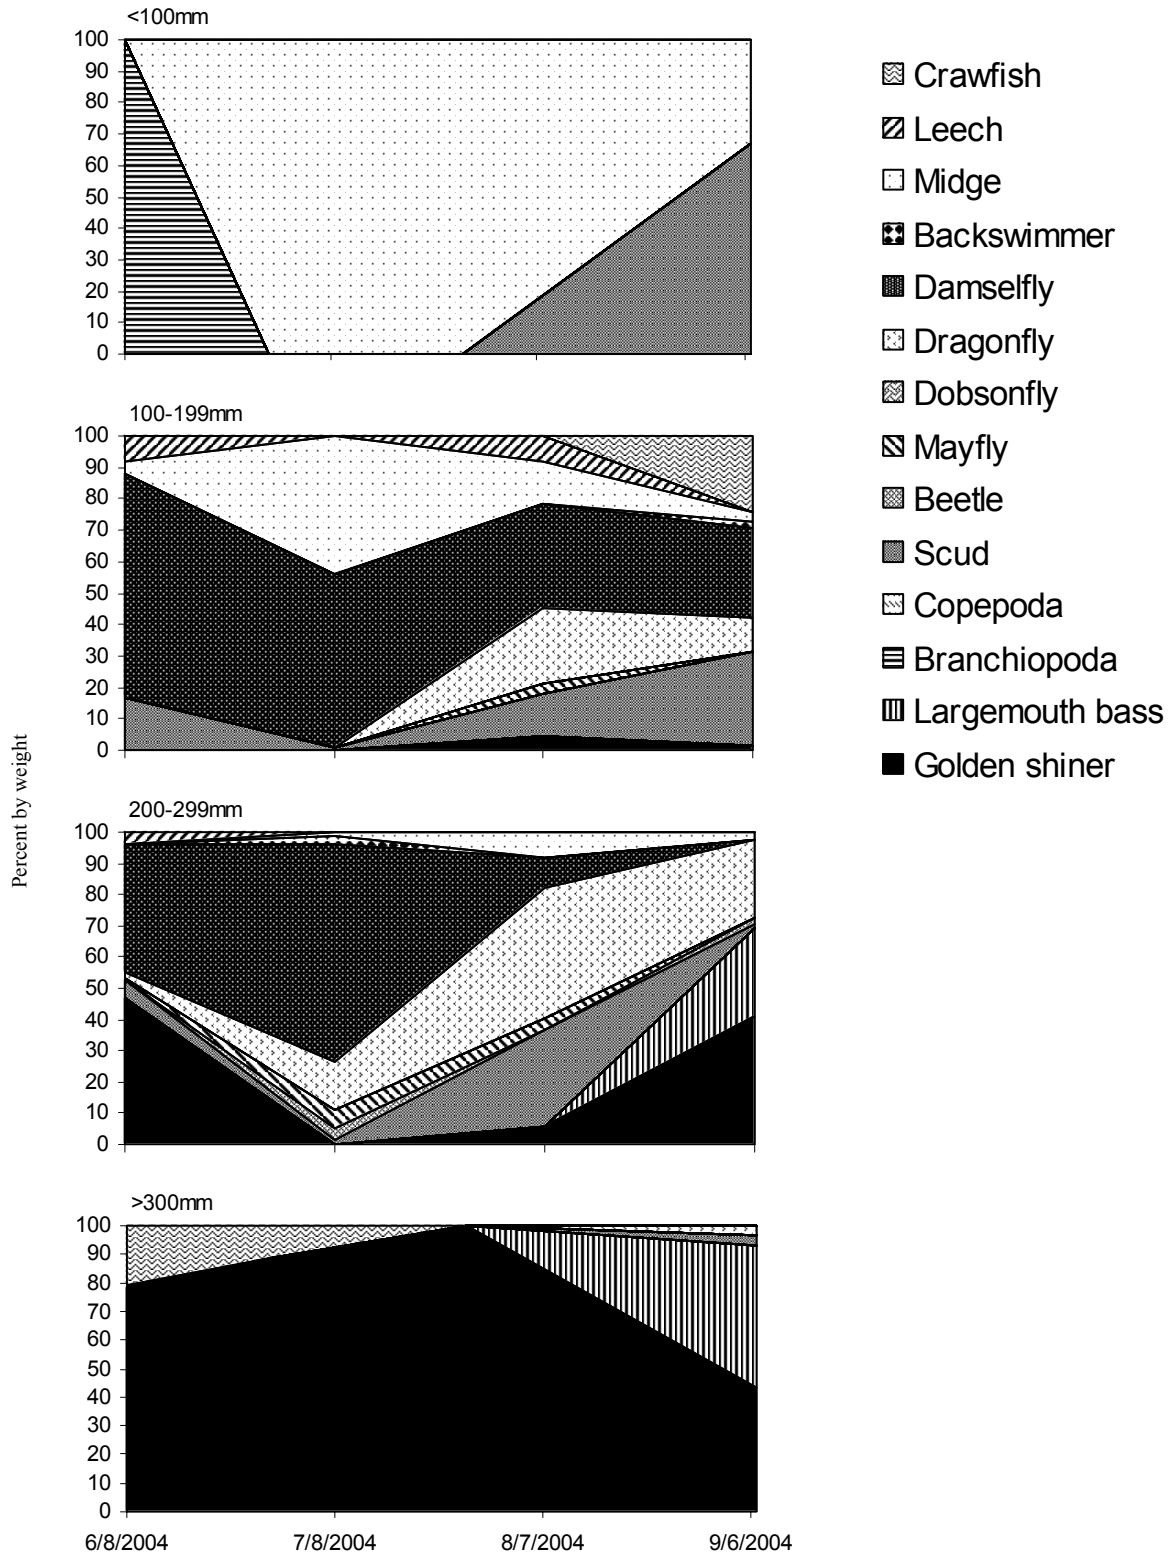 <100mm
100
90
80
70
60
50
40
30
20
10
0
100-199mm
100
90
80
70
60
50
40
30
20
10
0
200-299mm
100
90
80
70
60
50
40
30
20
10
0
>300mm
100
90
80
70
60
50
40
30
20
10
0
6/8/2004 7/8/2004 8/7/2004 9/6/2004
Percent by weight
Crawfish
Leech
Midge
Backswimmer
Damselfly
Dragonfly
Dobsonfly
Mayfly
Beetle
Scud
Copepoda
Branchiopoda
Largemouth bass
Golden shiner